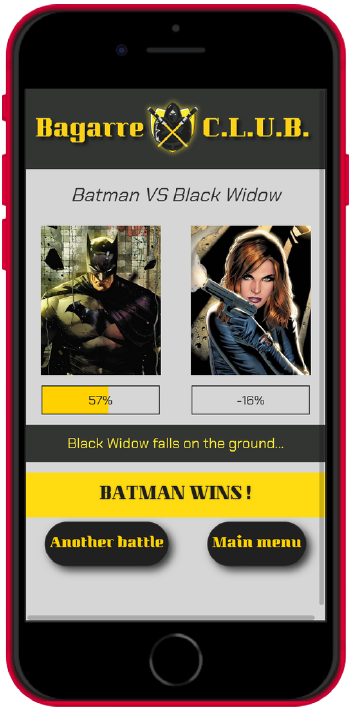 Bagarre C.L.U.B.
Batman VS Black Widow
57% -16%
Black Widow falls on the ground...
BATMAN WINS !
Another battle Main menu